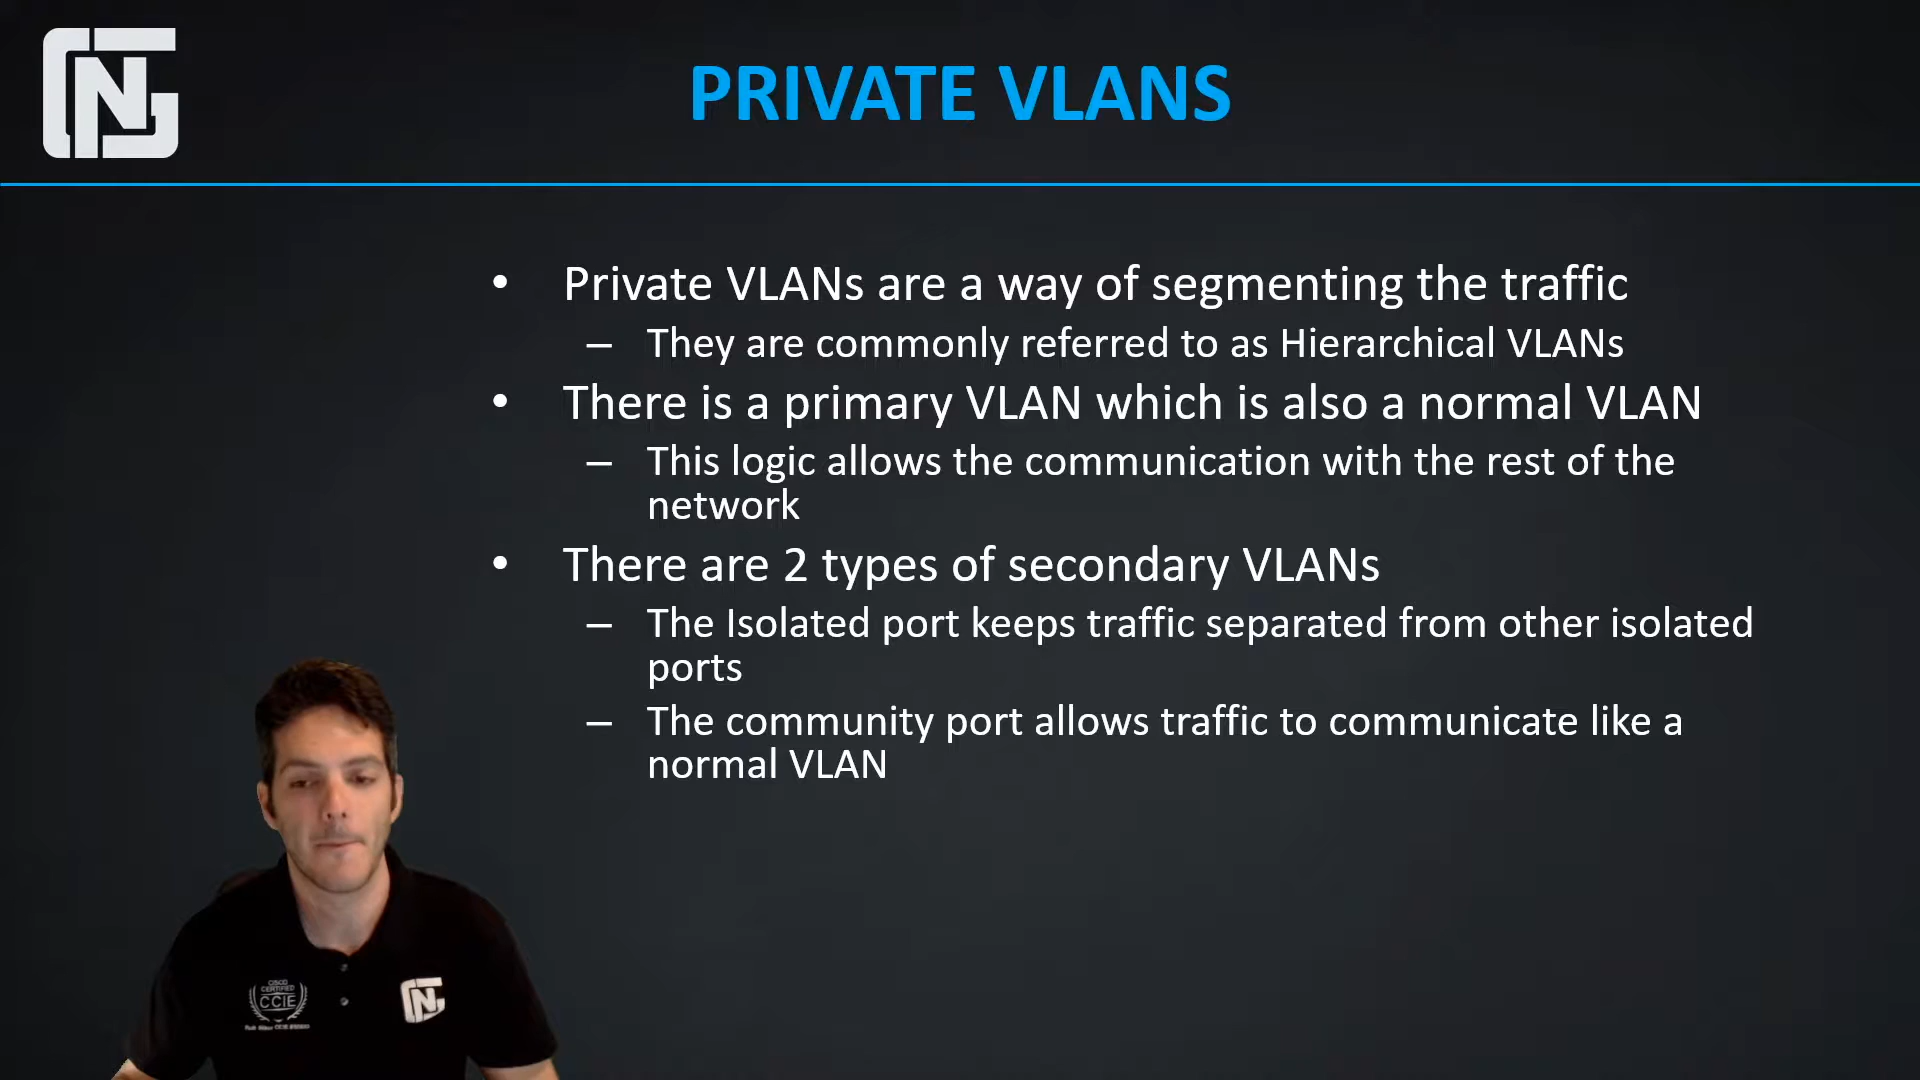 PRIVATE VLANS
• Private VLANs are a way of segmenting the traffic
– They are commonly referred to as Hierarchical VLANs
• There is a primary VLAN which is also a normal VLAN
– This logic allows the communication with the rest of the
network
• There are 2 types of secondary VLANs
– The Isolated port keeps traffic separated from other isolated
ports
– The community port allows traffic to communicate like a
normal VLAN
CISCO
CERTIFIED
CCIE